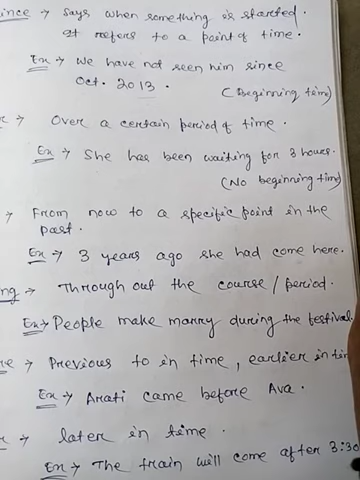 ince → Says when something is started.
It refers to a point of time.
Ex → We have not seen him since
Oct. 2013.
(Beginning time)
r → Over a certain period of time.
Ex → She has been waiting for 3 hours.
(No beginning time)
→ From now to a specific point in the
past.
Ex → 3 years ago she had come here.
ng → Through out the course/period.
Ex → People make marry during the festival.
re → Previous to in time, earlier in tim
Ex → Arati came before Ava.
r → later in time.
Ex → The train will come after 3:30